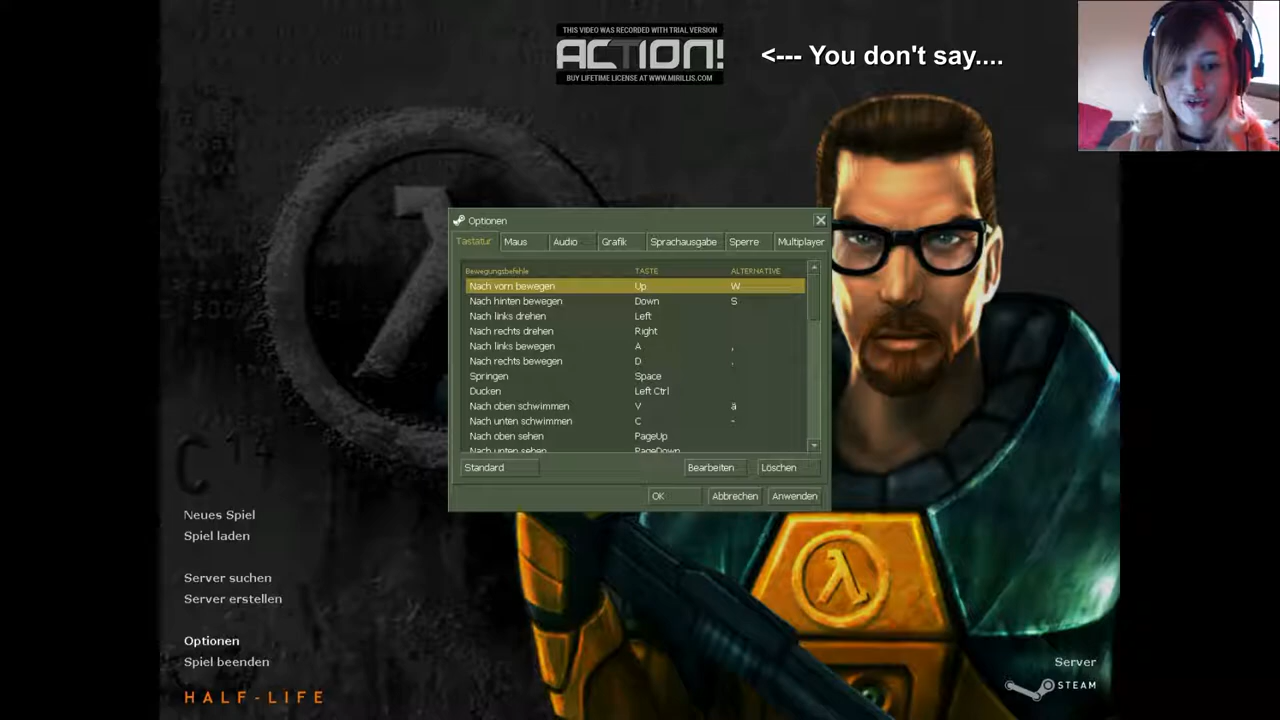 THIS VIDEO WAS RECORDED WITH TRIAL VERSION
ACTION!
BUY LIFETIME LICENSE AT WWW.MIRILLIS.COM
<--- You don't say....
Optionen
Tastatur Maus Audio Grafik Sprachausgabe Sperre Multiplayer
Bewegungsbefehle TASTE ALTERNATIVE
Nach vorn bewegen Up W
Nach hinten bewegen Down S
Nach links drehen Left
Nach rechts drehen Right
Nach links bewegen A ,
Nach rechts bewegen D .
Springen Space
Ducken Left Ctrl
Nach oben schwimmen V ä
Nach unten schwimmen C -
Nach oben sehen PageUp
Nach unten sehen PageDown
Standard Bearbeiten Löschen
OK Abbrechen Anwenden
Neues Spiel
Spiel laden
Server suchen
Server erstellen
Optionen
Spiel beenden
HALF-LIFE
Server
STEAM